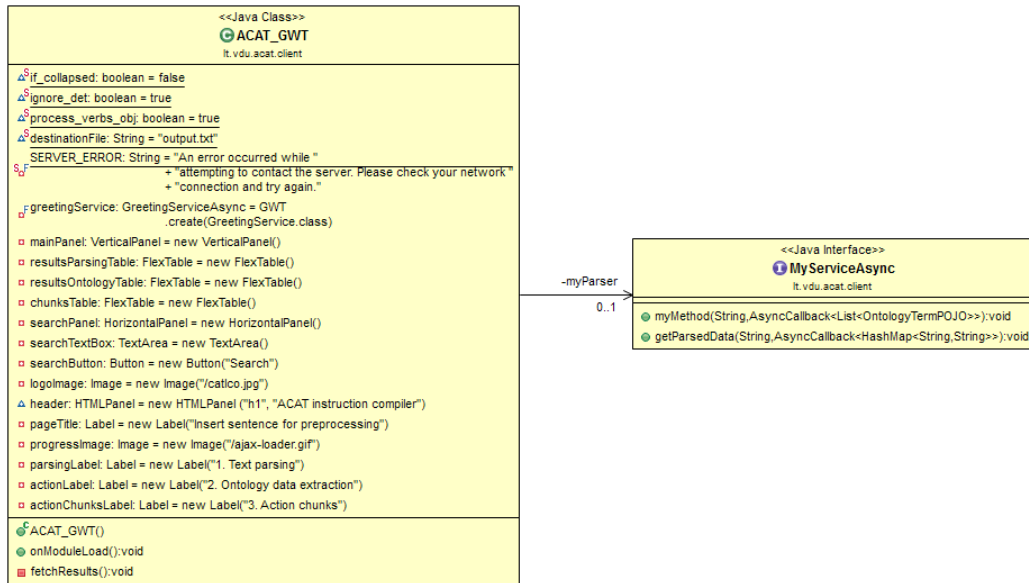 <<Java Class>>
C ACAT_GWT
lt.vdu.acat.client
S if_collapsed: boolean = false
S ignore_det: boolean = true
S process_verbs_obj: boolean = true
S destinationFile: String = "output.txt"
SERVER_ERROR: String = "An error occurred while "
S F + "attempting to contact the server. Please check your network "
+ "connection and try again."
F greetingService: GreetingServiceAsync = GWT
.create(GreetingService.class)
mainPanel: VerticalPanel = new VerticalPanel()
resultsParsingTable: FlexTable = new FlexTable()
resultsOntologyTable: FlexTable = new FlexTable()
chunksTable: FlexTable = new FlexTable()
searchPanel: HorizontalPanel = new HorizontalPanel()
searchTextBox: TextArea = new TextArea()
searchButton: Button = new Button("Search")
logoImage: Image = new Image("/catIco.jpg")
header: HTMLPanel = new HTMLPanel ("h1", "ACAT instruction compiler")
pageTitle: Label = new Label("Insert sentence for preprocessing")
progressImage: Image = new Image("/ajax-loader.gif")
parsingLabel: Label = new Label("1. Text parsing")
actionLabel: Label = new Label("2. Ontology data extraction")
actionChunksLabel: Label = new Label("3. Action chunks")
C ACAT_GWT()
onModuleLoad():void
fetchResults():void
-myParser
0..1
<<Java Interface>>
I MyServiceAsync
lt.vdu.acat.client
myMethod(String,AsyncCallback<List<OntologyTermPOJO>>):void
getParsedData(String,AsyncCallback<HashMap<String,String>>):void